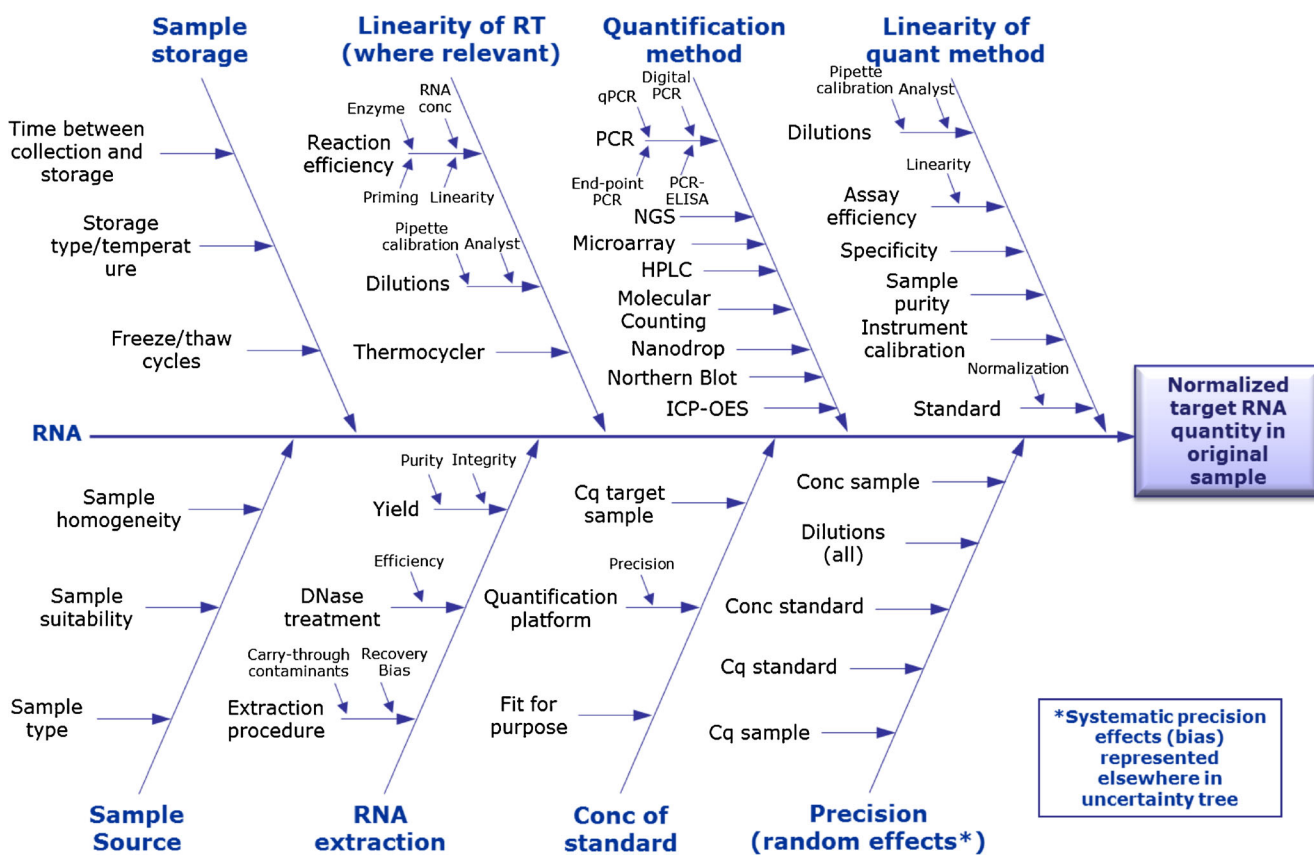 Sample
storage
Linearity of RT
(where relevant)
Quantification
method
Linearity of
quant method
Time between
collection and
storage
Storage
type/temperat
ure
Freeze/thaw
cycles
Enzyme
RNA
conc
Reaction
efficiency
Priming
Linearity
Pipette
calibration
Analyst
Dilutions
Thermocycler
qPCR
Digital
PCR
PCR
End-point
PCR
PCR-
ELISA
NGS
Microarray
HPLC
Molecular
Counting
Nanodrop
Northern Blot
ICP-OES
Pipette
calibration
Analyst
Dilutions
Linearity
Assay
efficiency
Specificity
Sample
purity
Instrument
calibration
Normalization
Standard
RNA
Normalized
target RNA
quantity in
original
sample
Sample
homogeneity
Sample
suitability
Sample
type
Purity
Integrity
Yield
Efficiency
DNase
treatment
Carry-through
contaminants
Recovery
Bias
Extraction
procedure
Cq target
sample
Precision
Quantification
platform
Fit for
purpose
Conc sample
Dilutions
(all)
Conc standard
Cq standard
Cq sample
*Systematic precision
effects (bias)
represented
elsewhere in
uncertainty tree
Sample
Source
RNA
extraction
Conc of
standard
Precision
(random effects*)